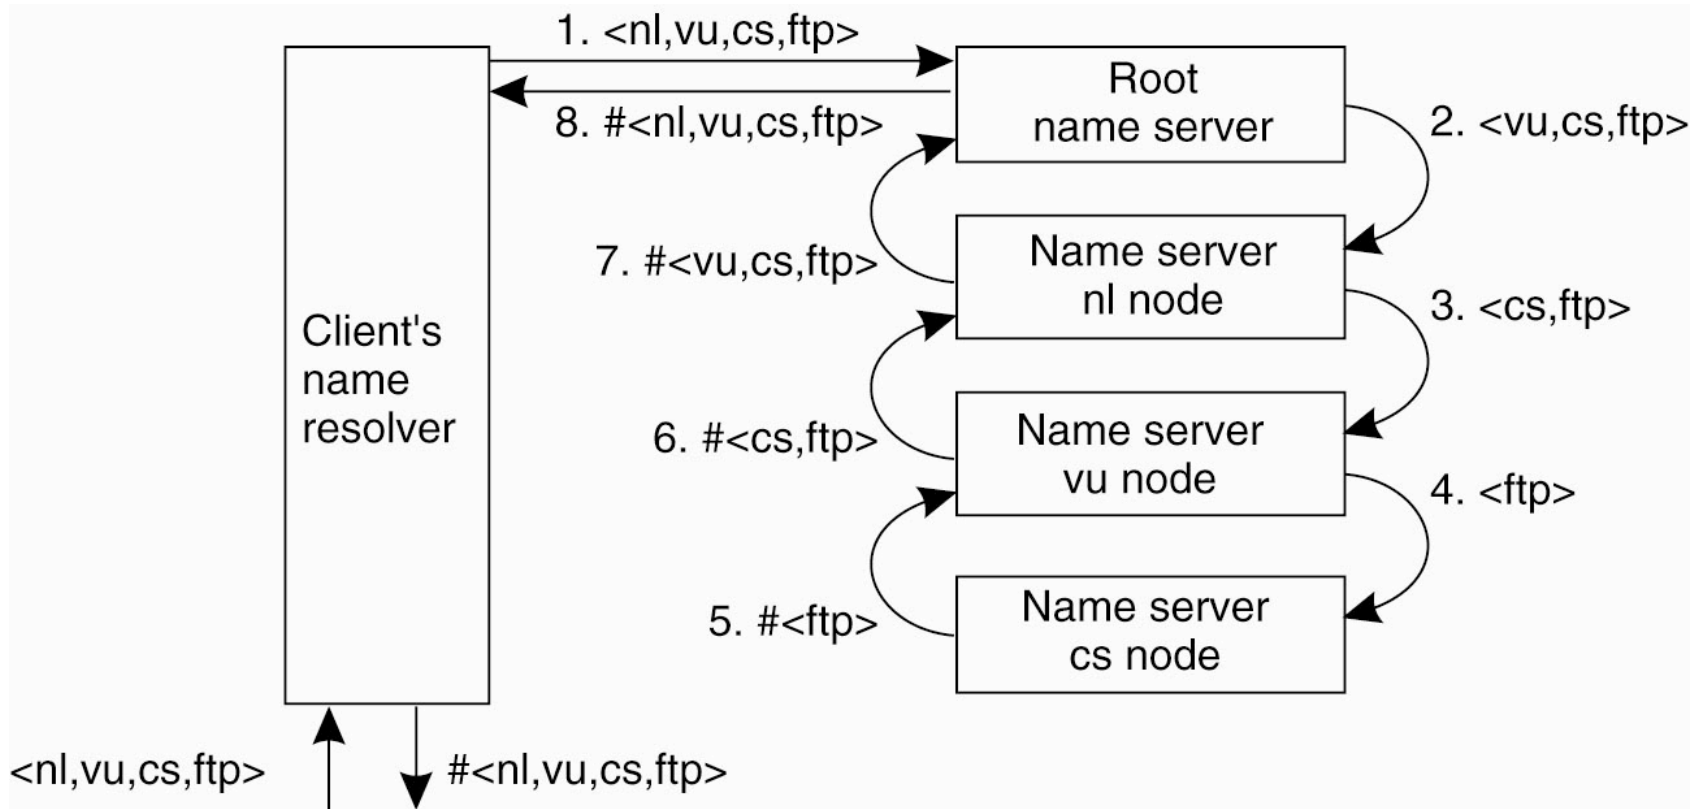 1. <nl,vu,cs,ftp>
Root
name server
2. <vu,cs,ftp>
8. #<nl,vu,cs,ftp>
Name server
nl node
7. #<vu,cs,ftp>
3. <cs,ftp>
Client's
name
resolver
Name server
vu node
6. #<cs,ftp>
4. <ftp>
Name server
cs node
5. #<ftp>
<nl,vu,cs,ftp>
#<nl,vu,cs,ftp>